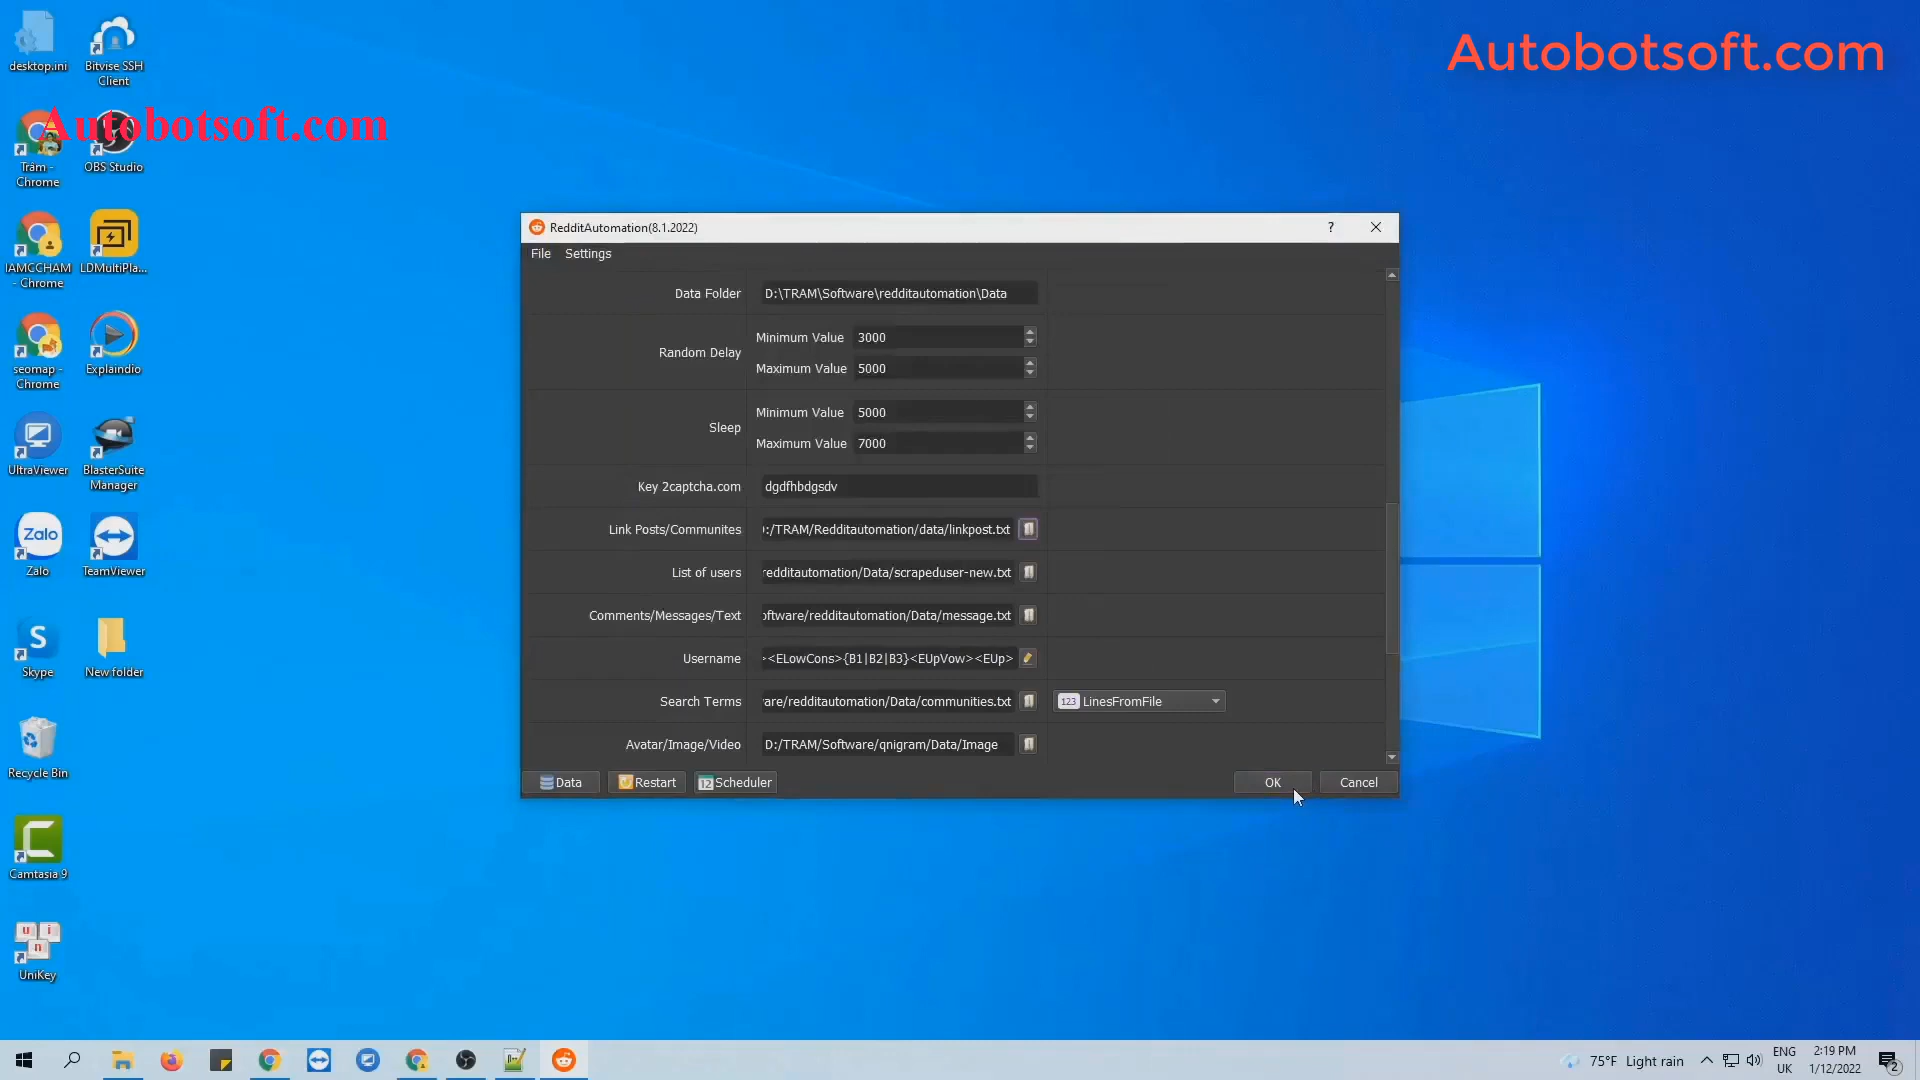 Autobotsoft.com
Autobotsoft.com
desktop.ini
Bitvise SSH
Client
Trâm -
Chrome
OBS Studio
IAMCCHAM
- Chrome
LDMultiPla...
seomap -
Chrome
Explaindio
UltraViewer
BlasterSuite
Manager
Zalo
Zalo
TeamViewer
Skype
New folder
Recycle Bin
Camtasia 9
UniKey
RedditAutomation(8.1.2022)
File Settings
Data Folder D:\TRAM\Software\redditautomation\Data
Random Delay
Minimum Value 3000
Maximum Value 5000
Sleep
Minimum Value 5000
Maximum Value 7000
Key 2captcha.com dgdfhbdgsdv
Link Posts/Communites :/TRAM/Redditautomation/data/linkpost.txt
List of users redditautomation/Data/scrapeduser-new.txt
Comments/Messages/Text oftware/redditautomation/Data/message.txt
Username ><ELowCons>{B1|B2|B3}<EUpVow><EUp>
Search Terms are/redditautomation/Data/communities.txt 123 LinesFromFile
Avatar/Image/Video D:/TRAM/Software/qnigram/Data/Image
Data Restart 12 Scheduler OK Cancel
75°F Light rain
ENG
UK
2:19 PM
1/12/2022
2